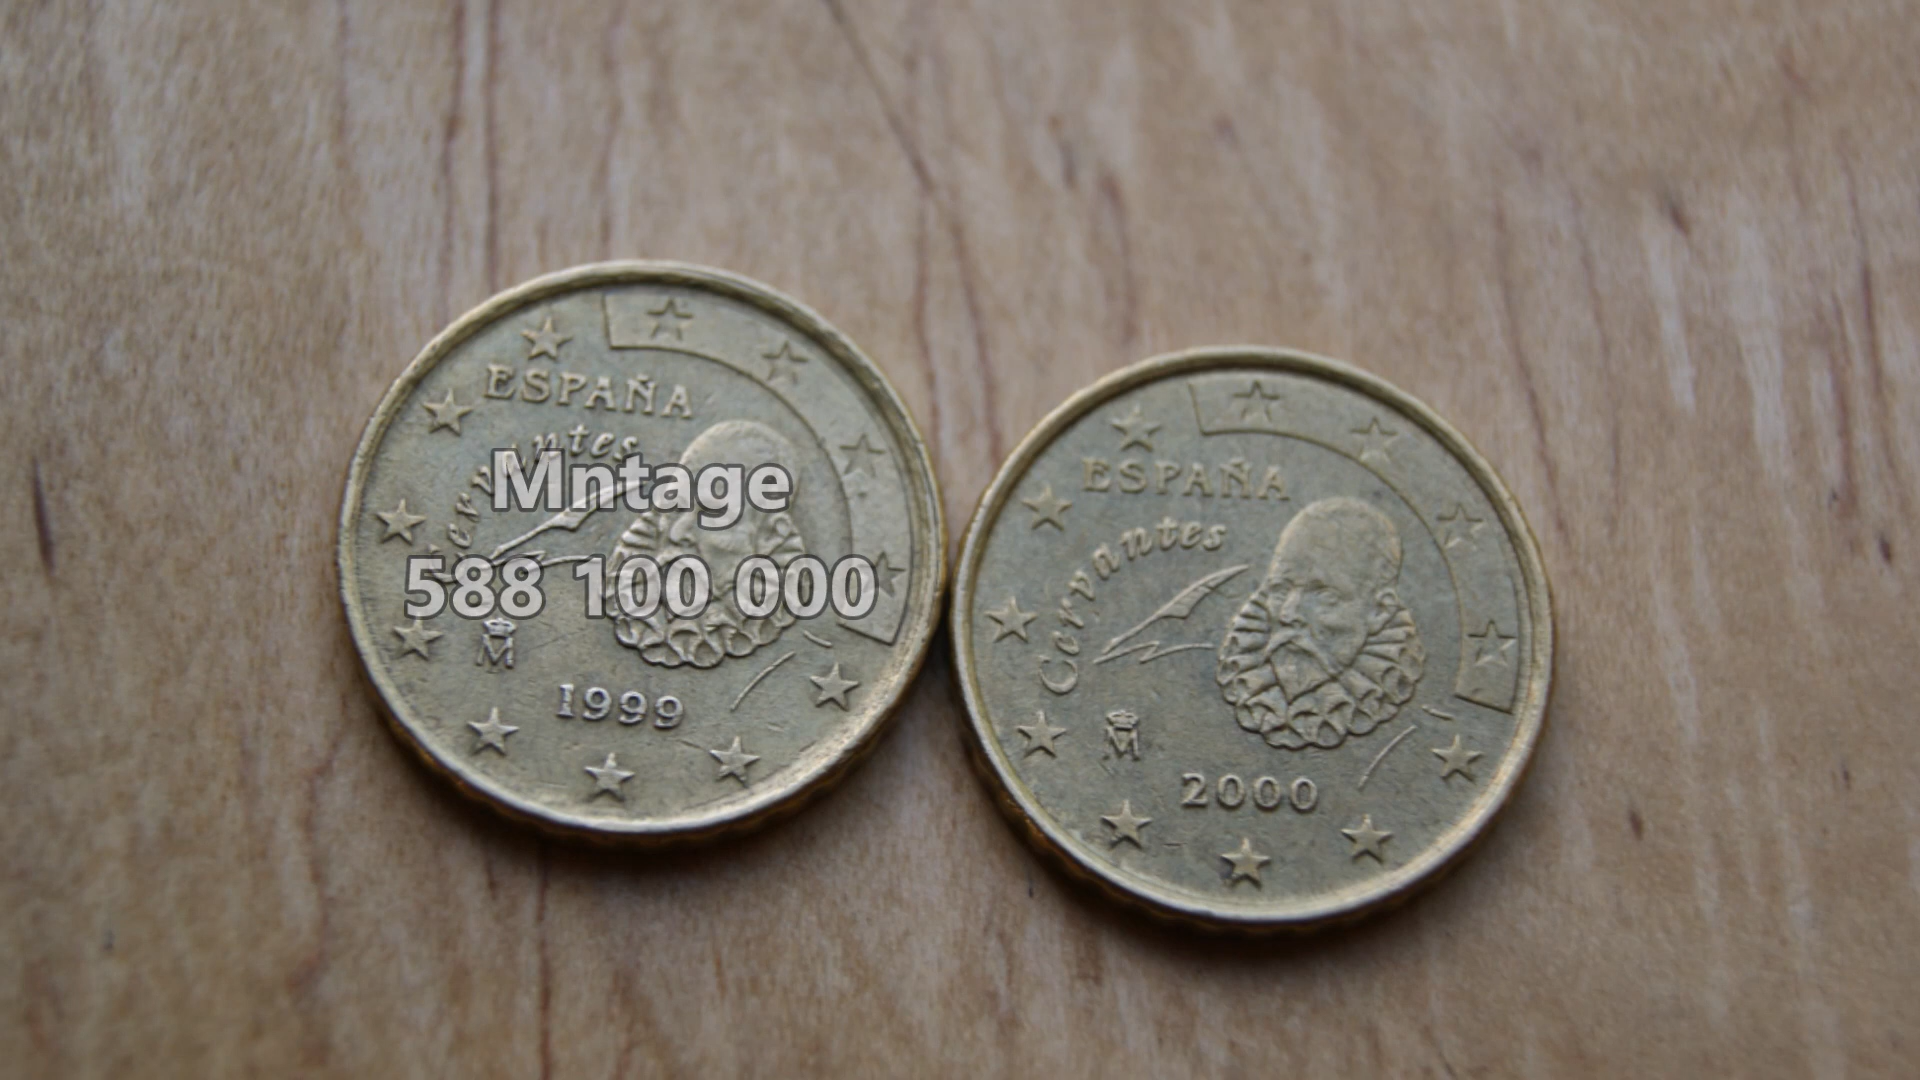 ESPAÑA
Cervantes
Mntage
588 100 000
M
1999
ESPAÑA
Cervantes
M
2000